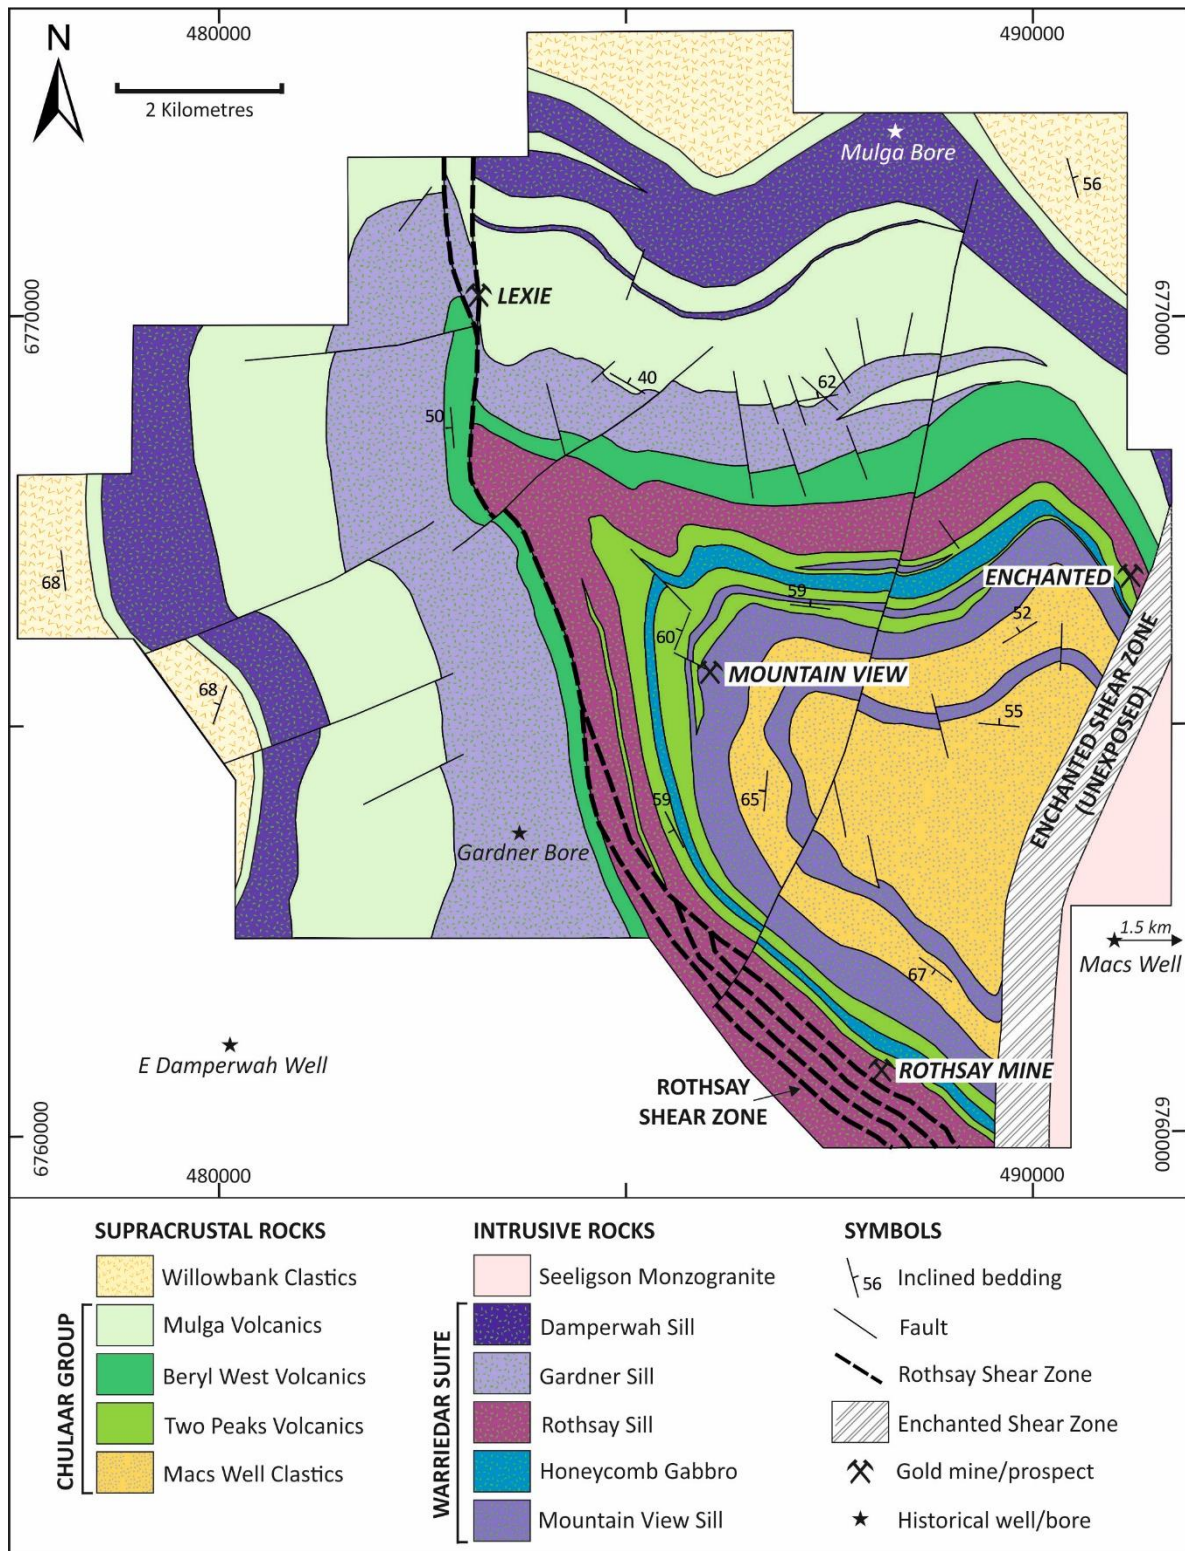 480000
490000
N
2 Kilometres
Mulga Bore
56
6770000
6770000
LEXIE
40
62
50
68
ENCHANTED
59
52
60
MOUNTAIN VIEW
68
55
ENCHANTED SHEAR ZONE
(UNEXPOSED)
65
59
Gardner Bore
1.5 km
Macs Well
67
E Damperwah Well
ROTHSAY MINE
ROTHSAY
SHEAR ZONE
6760000
6760000
480000
490000
SUPRACRUSTAL ROCKS
Willowbank Clastics
CHULAAR GROUP
Mulga Volcanics
Beryl West Volcanics
Two Peaks Volcanics
Macs Well Clastics
INTRUSIVE ROCKS
Seeligson Monzogranite
WARRIEDAR SUITE
Damperwah Sill
Gardner Sill
Rothsay Sill
Honeycomb Gabbro
Mountain View Sill
SYMBOLS
56 Inclined bedding
Fault
Rothsay Shear Zone
Enchanted Shear Zone
Gold mine/prospect
Historical well/bore